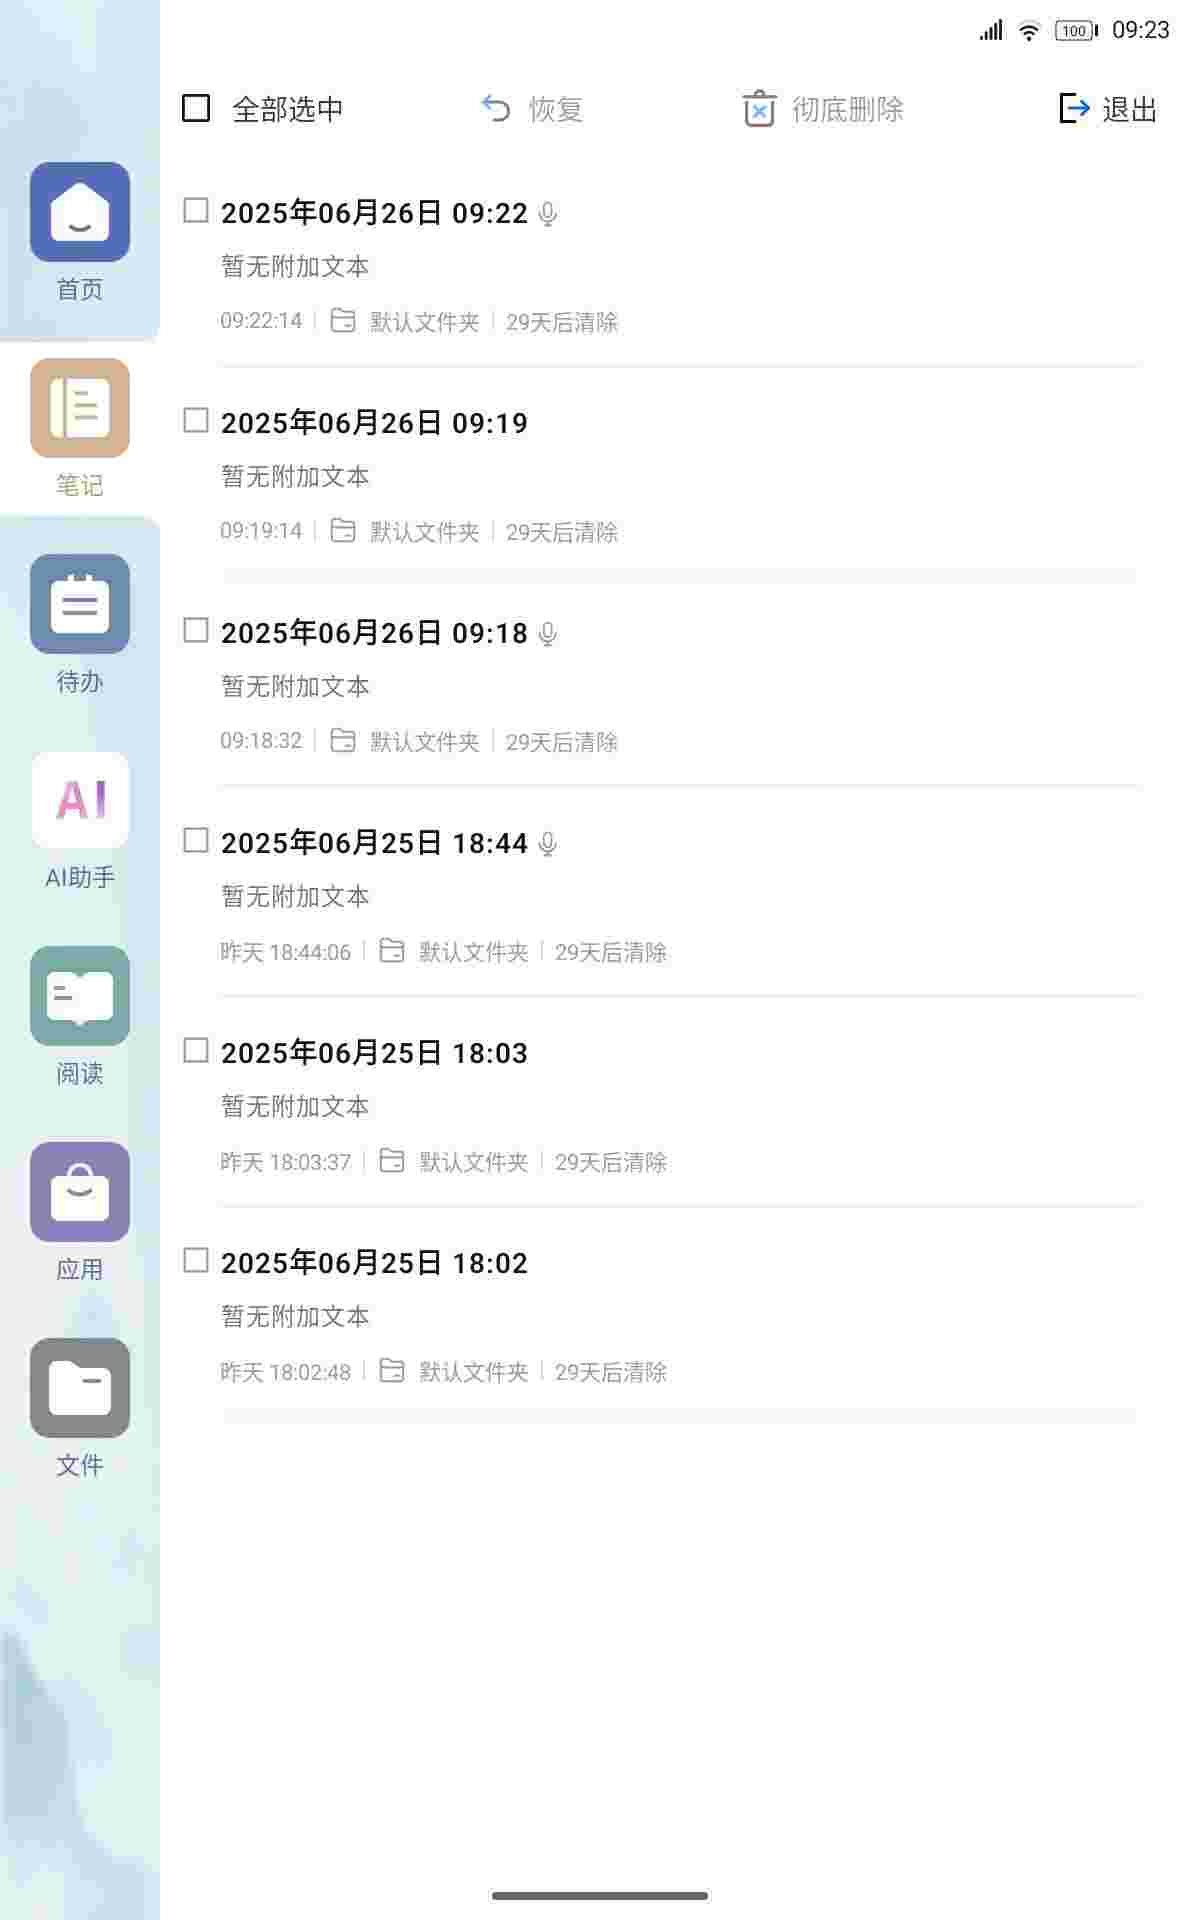 100 09:23
全部选中 恢复 彻底删除 退出
首页
笔记
待办
AI
AI助手
阅读
应用
文件
2025年06月26日 09:22
暂无附加文本
09:22:14 默认文件夹 29天后清除
2025年06月26日 09:19
暂无附加文本
09:19:14 默认文件夹 29天后清除
2025年06月26日 09:18
暂无附加文本
09:18:32 默认文件夹 29天后清除
2025年06月25日 18:44
暂无附加文本
昨天 18:44:06 默认文件夹 29天后清除
2025年06月25日 18:03
暂无附加文本
昨天 18:03:37 默认文件夹 29天后清除
2025年06月25日 18:02
暂无附加文本
昨天 18:02:48 默认文件夹 29天后清除